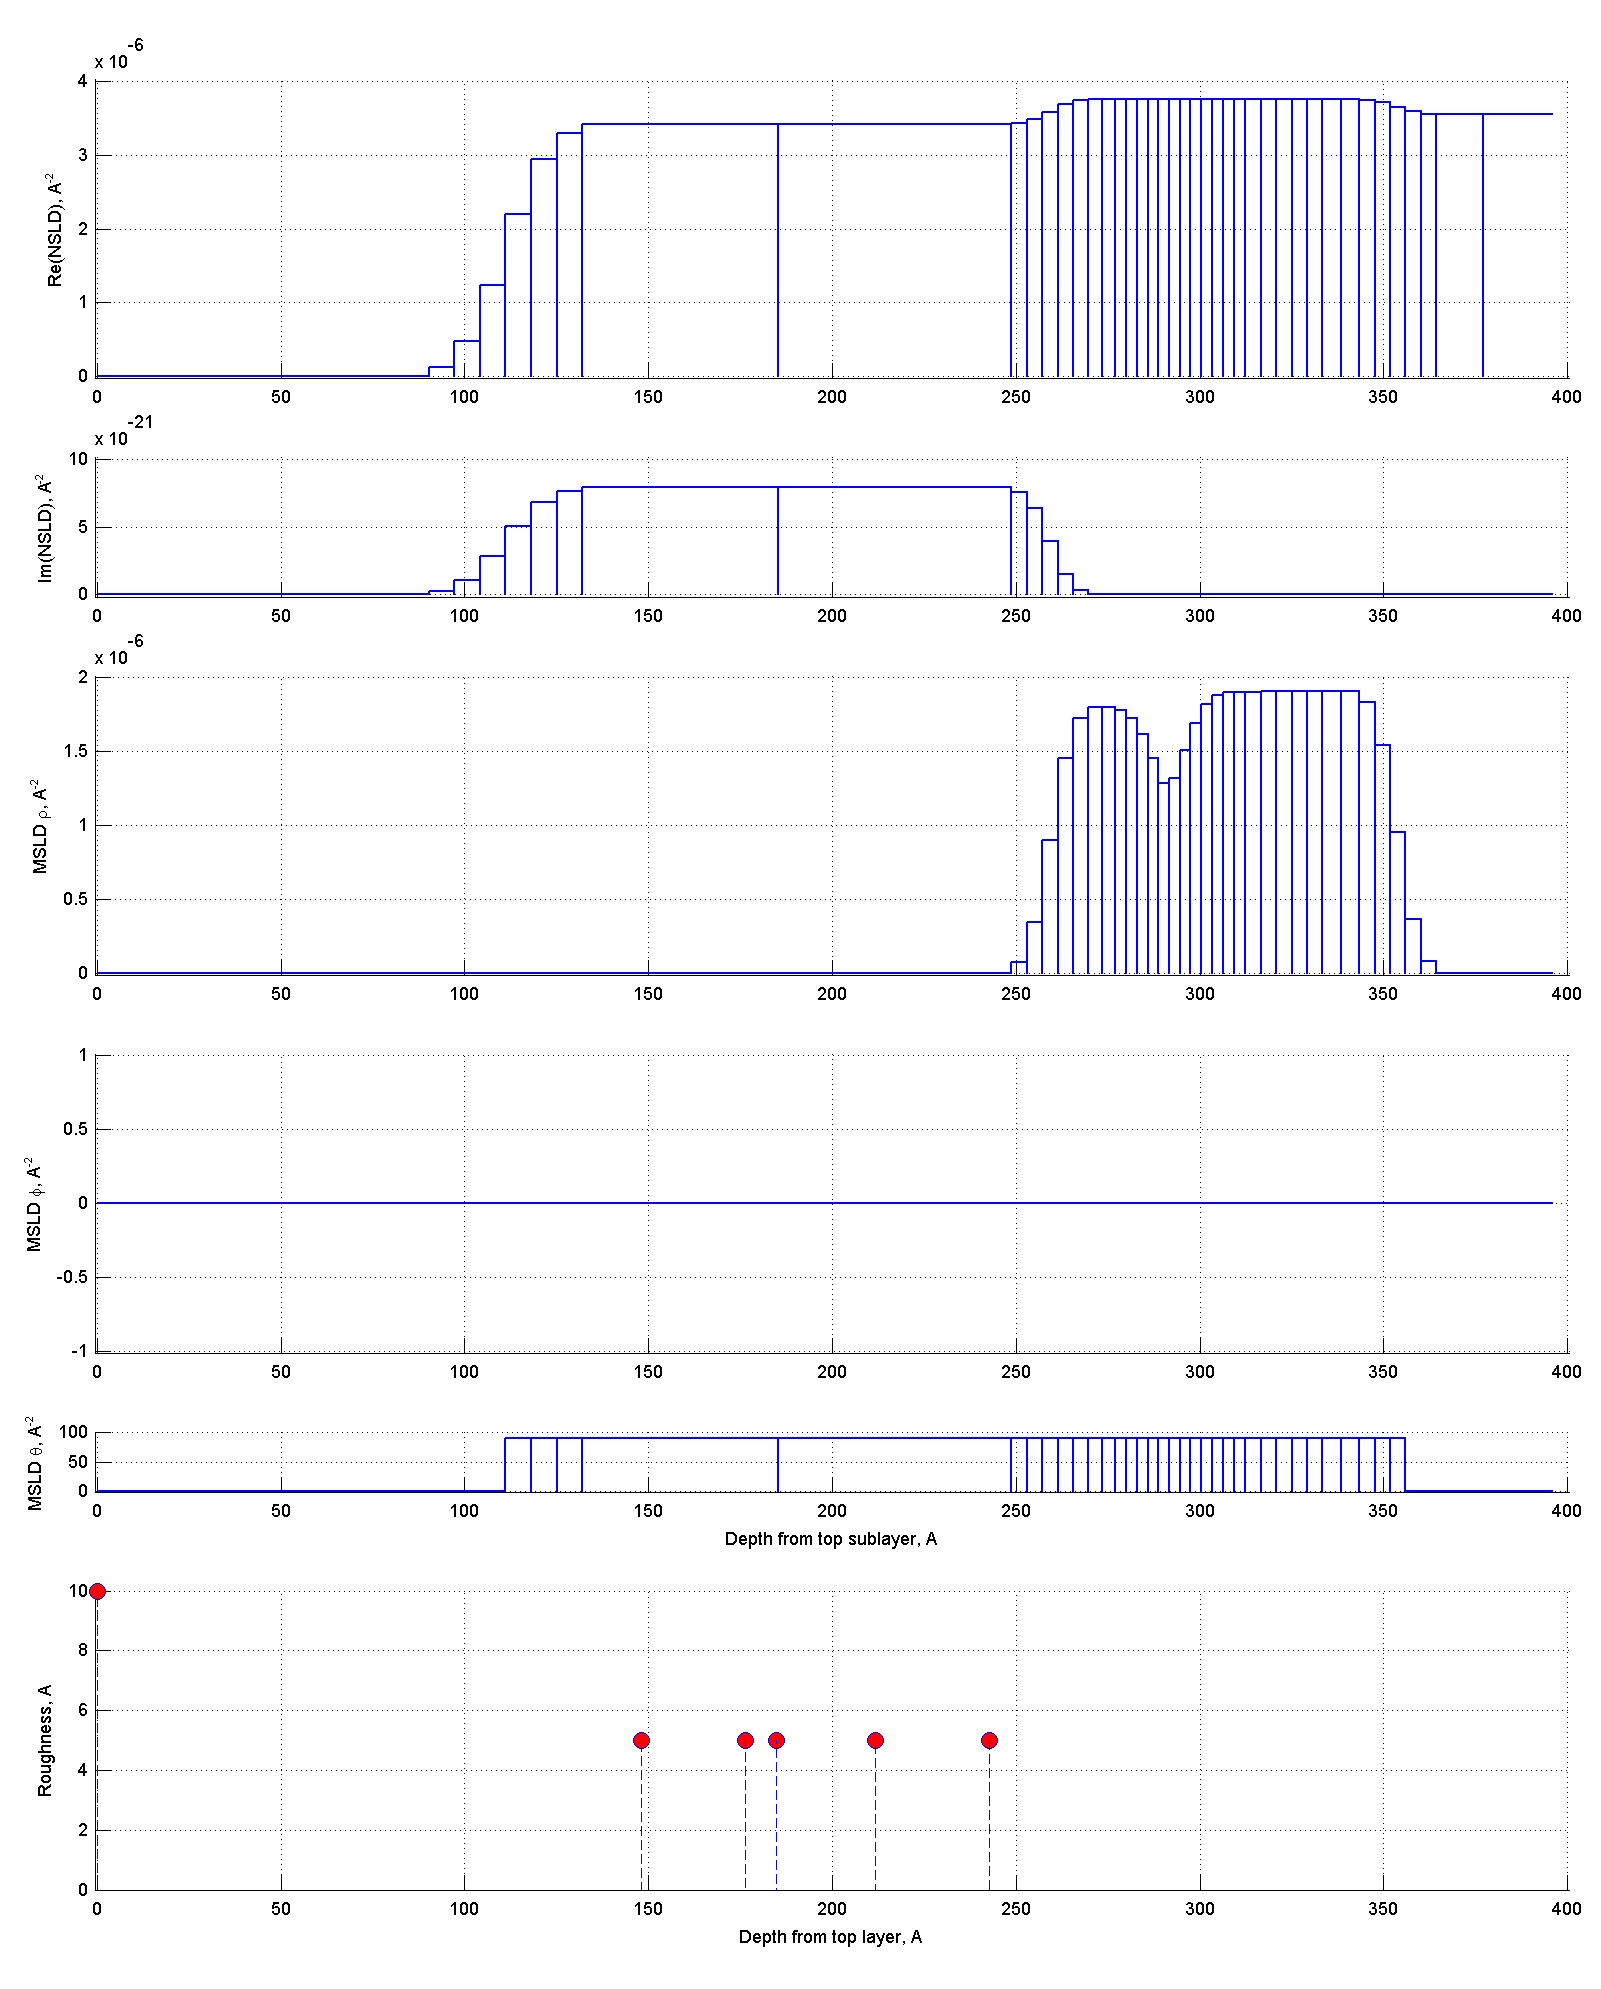 x 10-6
4
3
2
1
0
Re(NSLD), A-2
0 50 100 150 200 250 300 350 400
x 10-21
10
5
0
Im(NSLD), A-2
0 50 100 150 200 250 300 350 400
x 10-6
2
1.5
1
0.5
0
MSLD ρ, A-2
0 50 100 150 200 250 300 350 400
1
0.5
0
-0.5
-1
MSLD ϕ, A-2
0 50 100 150 200 250 300 350 400
100
50
0
MSLD θ, A-2
0 50 100 150 200 250 300 350 400
Depth from top sublayer, A
10
8
6
4
2
0
Roughness, A
0 50 100 150 200 250 300 350 400
Depth from top layer, A